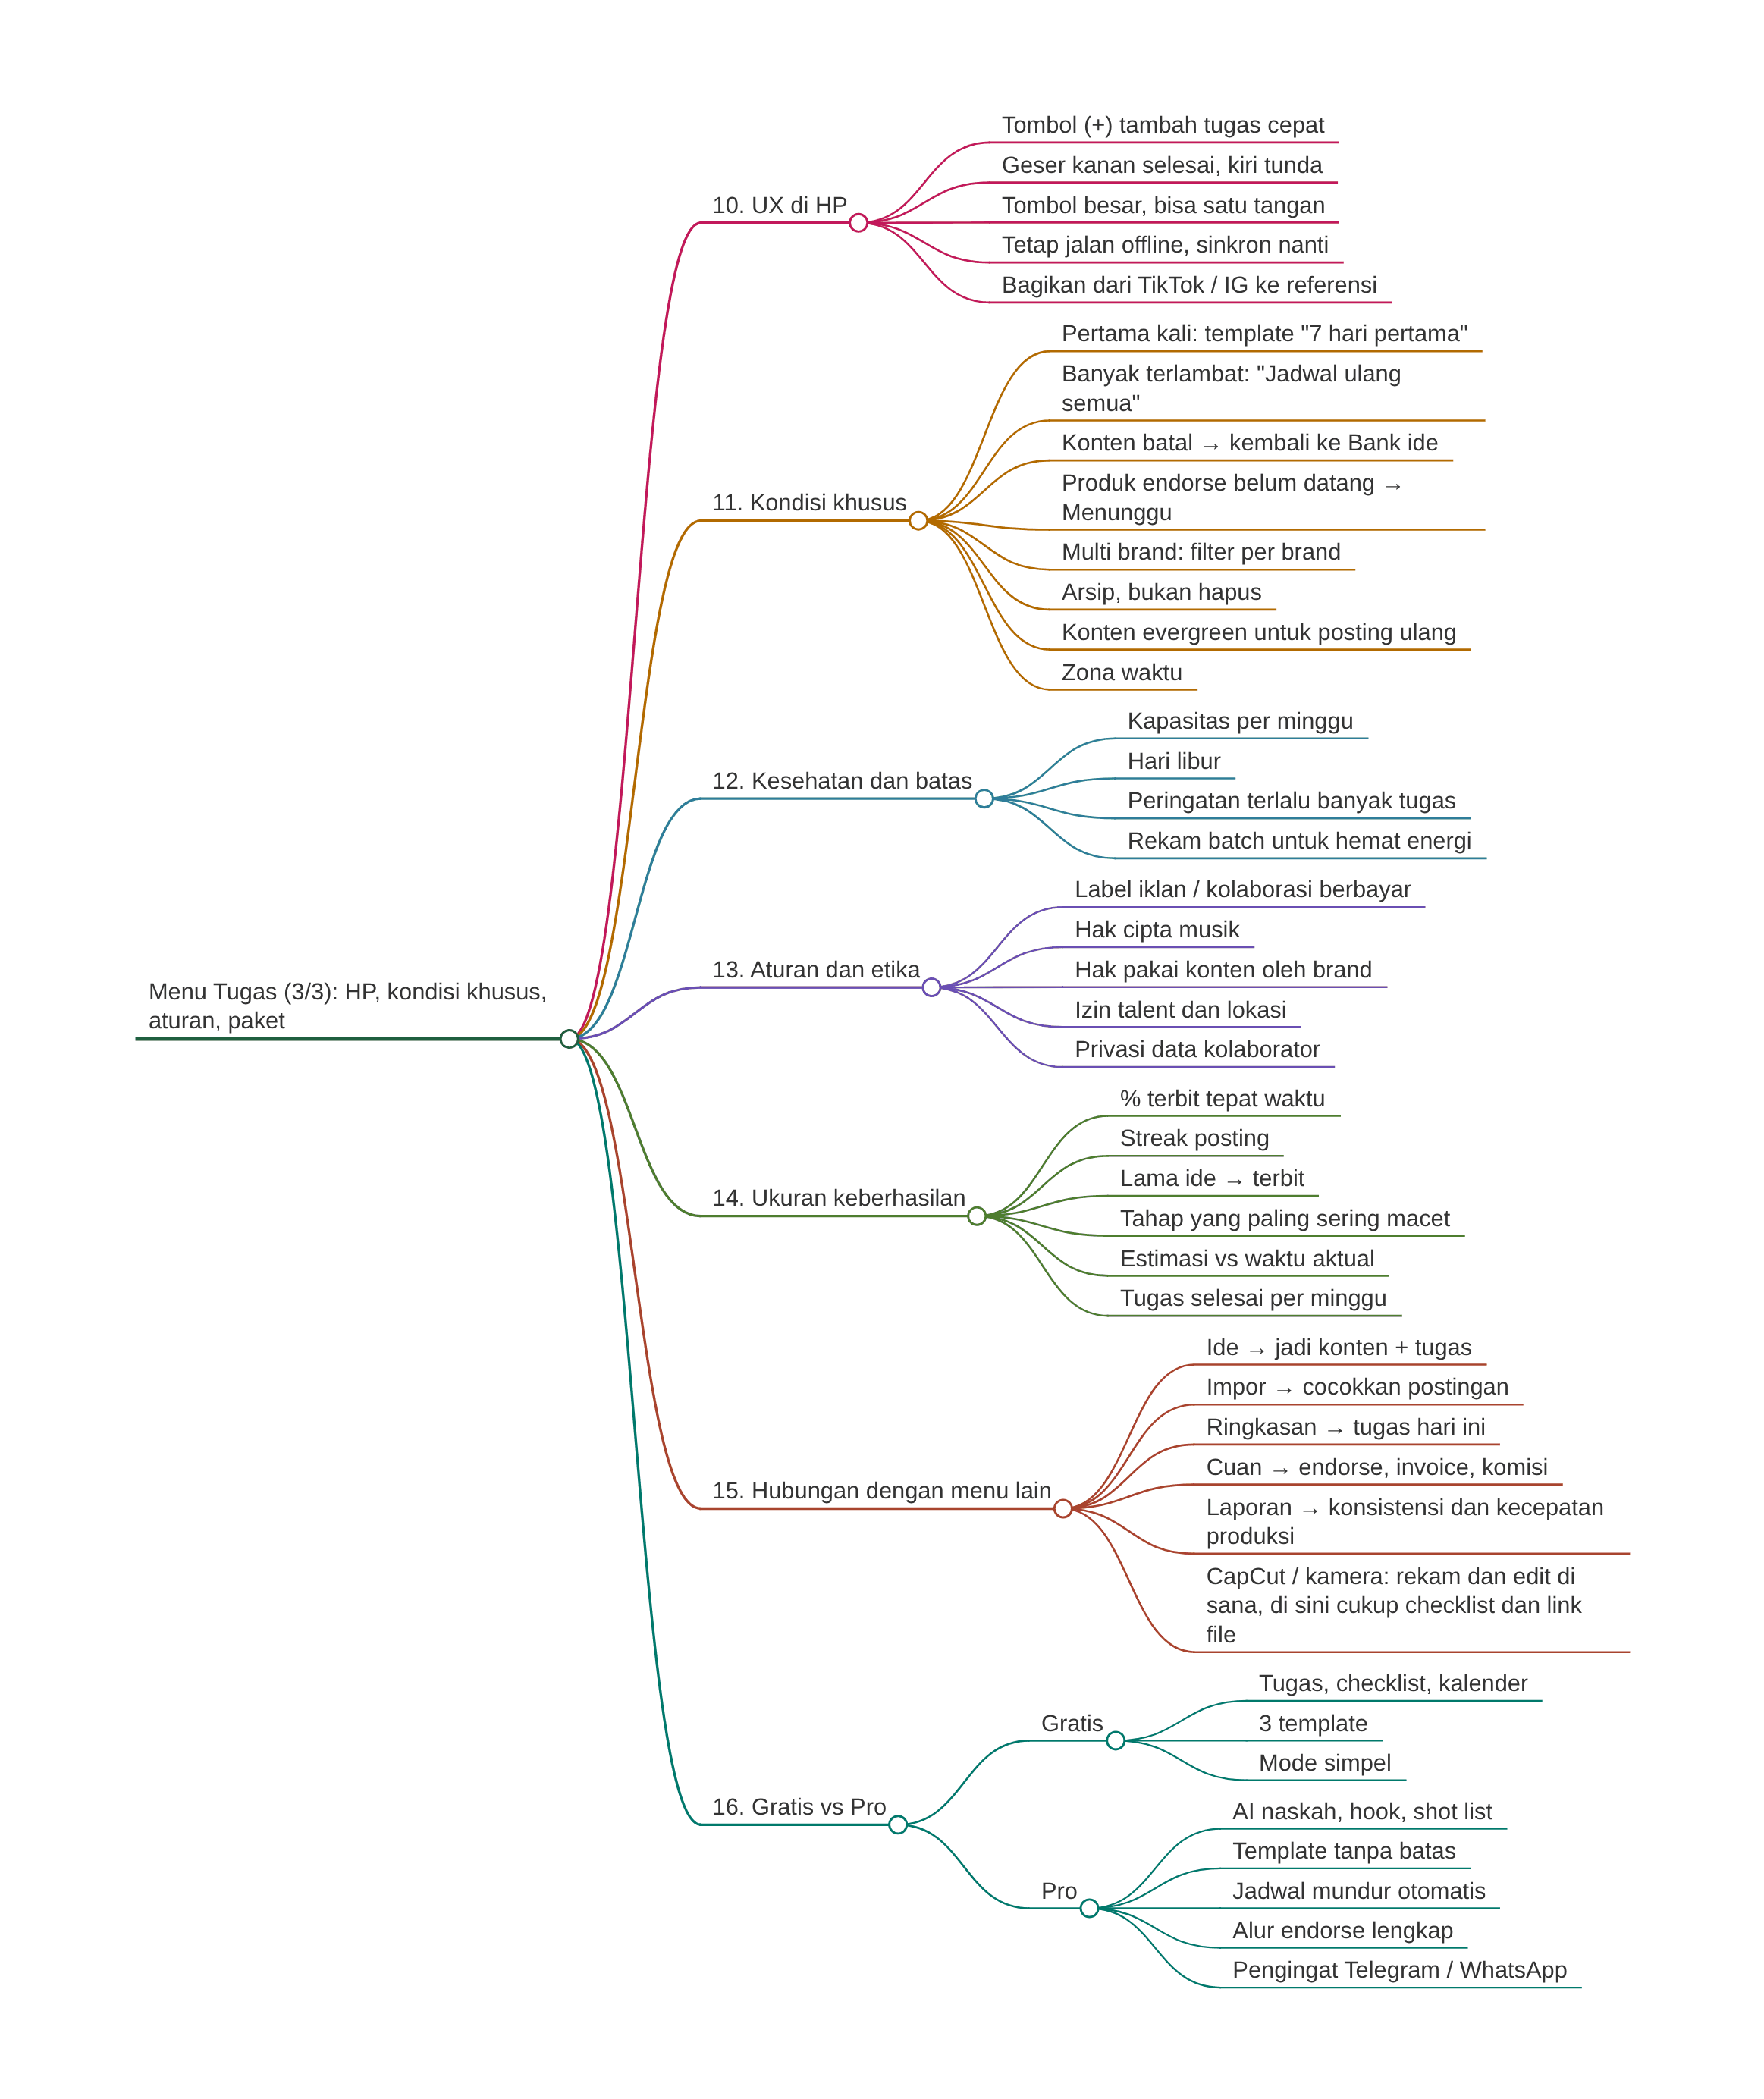 Menu Tugas (3/3): HP, kondisi khusus,
aturan, paket
10. UX di HP
Tombol (+) tambah tugas cepat
Geser kanan selesai, kiri tunda
Tombol besar, bisa satu tangan
Tetap jalan offline, sinkron nanti
Bagikan dari TikTok / IG ke referensi
11. Kondisi khusus
Pertama kali: template "7 hari pertama"
Banyak terlambat: "Jadwal ulang
semua"
Konten batal → kembali ke Bank ide
Produk endorse belum datang →
Menunggu
Multi brand: filter per brand
Arsip, bukan hapus
Konten evergreen untuk posting ulang
Zona waktu
12. Kesehatan dan batas
Kapasitas per minggu
Hari libur
Peringatan terlalu banyak tugas
Rekam batch untuk hemat energi
13. Aturan dan etika
Label iklan / kolaborasi berbayar
Hak cipta musik
Hak pakai konten oleh brand
Izin talent dan lokasi
Privasi data kolaborator
14. Ukuran keberhasilan
% terbit tepat waktu
Streak posting
Lama ide → terbit
Tahap yang paling sering macet
Estimasi vs waktu aktual
Tugas selesai per minggu
15. Hubungan dengan menu lain
Ide → jadi konten + tugas
Impor → cocokkan postingan
Ringkasan → tugas hari ini
Cuan → endorse, invoice, komisi
Laporan → konsistensi dan kecepatan
produksi
CapCut / kamera: rekam dan edit di
sana, di sini cukup checklist dan link
file
16. Gratis vs Pro
Gratis
Tugas, checklist, kalender
3 template
Mode simpel
Pro
AI naskah, hook, shot list
Template tanpa batas
Jadwal mundur otomatis
Alur endorse lengkap
Pengingat Telegram / WhatsApp